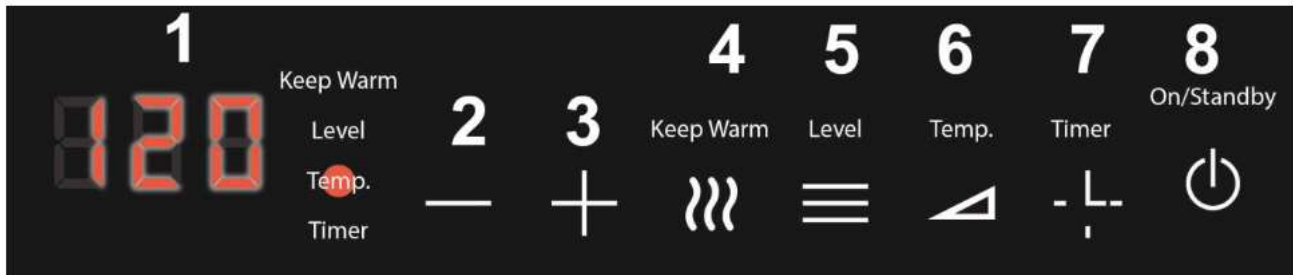 1
120
Keep Warm
Level
Temp.
Timer
2
3
4
Keep Warm
5
Level
6
Temp.
7
Timer
8
On/Standby